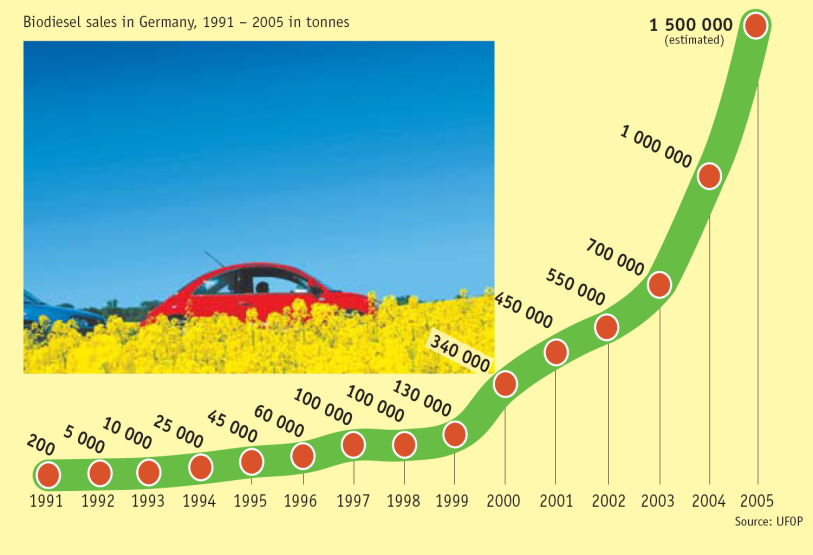 Biodiesel sales in Germany, 1991 – 2005 in tonnes
1 500 000
(estimated)
1 000 000
700 000
550 000
450 000
340 000
130 000
100 000
100 000
60 000
45 000
25 000
10 000
5 000
200
1991 1992 1993 1994 1995 1996 1997 1998 1999 2000 2001 2002 2003 2004 2005
Source: UFOP